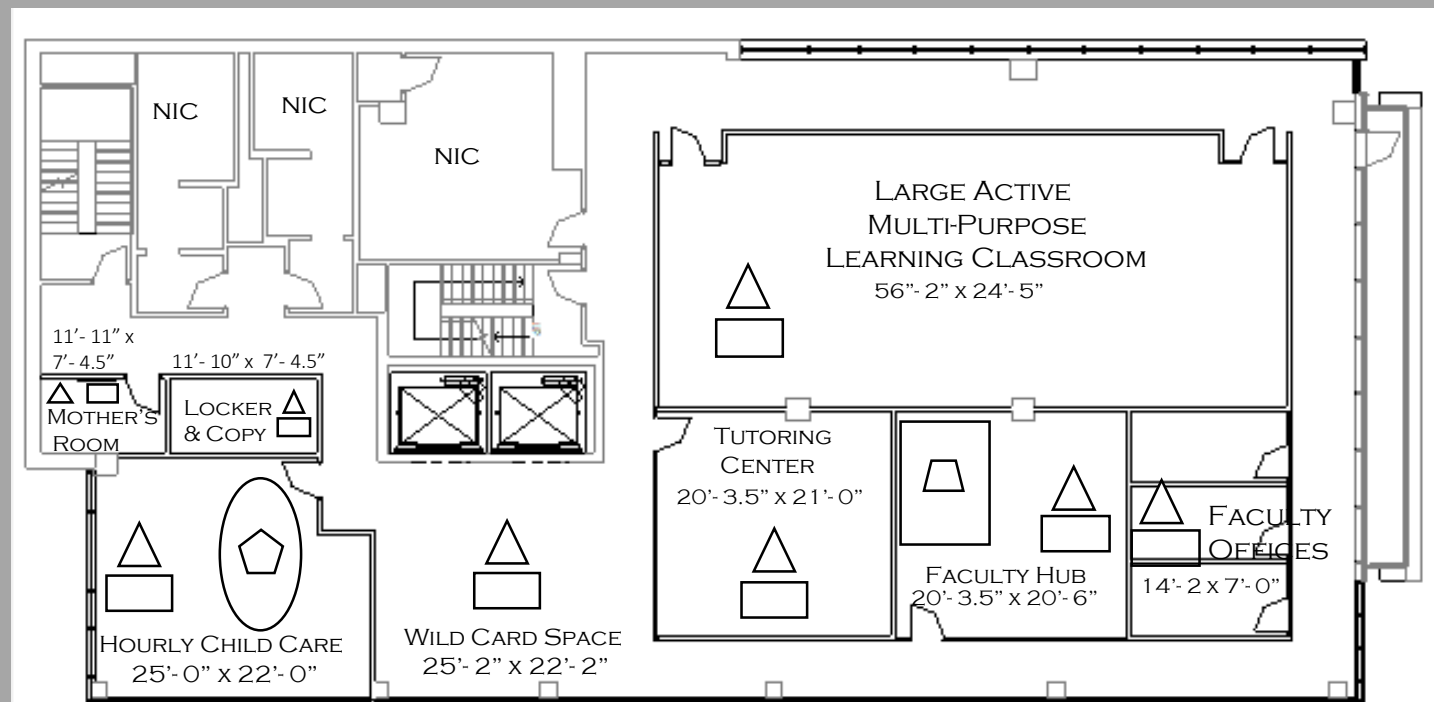 NIC
NIC
NIC
Large Active
Multi-Purpose
Learning Classroom
56”- 2” x 24’- 5”
11’- 11” x
7’- 4.5”
11’- 10” x 7’- 4.5”
Mother’s
Room
Locker
& Copy
Tutoring
Center
20’- 3.5” x 21’- 0”
Faculty Hub
20’- 3.5” x 20’- 6”
Faculty
Offices
14’- 2 x 7’- 0”
Hourly Child Care
25’- 0” x 22’- 0”
Wild Card Space
25’- 2” x 22’- 2”